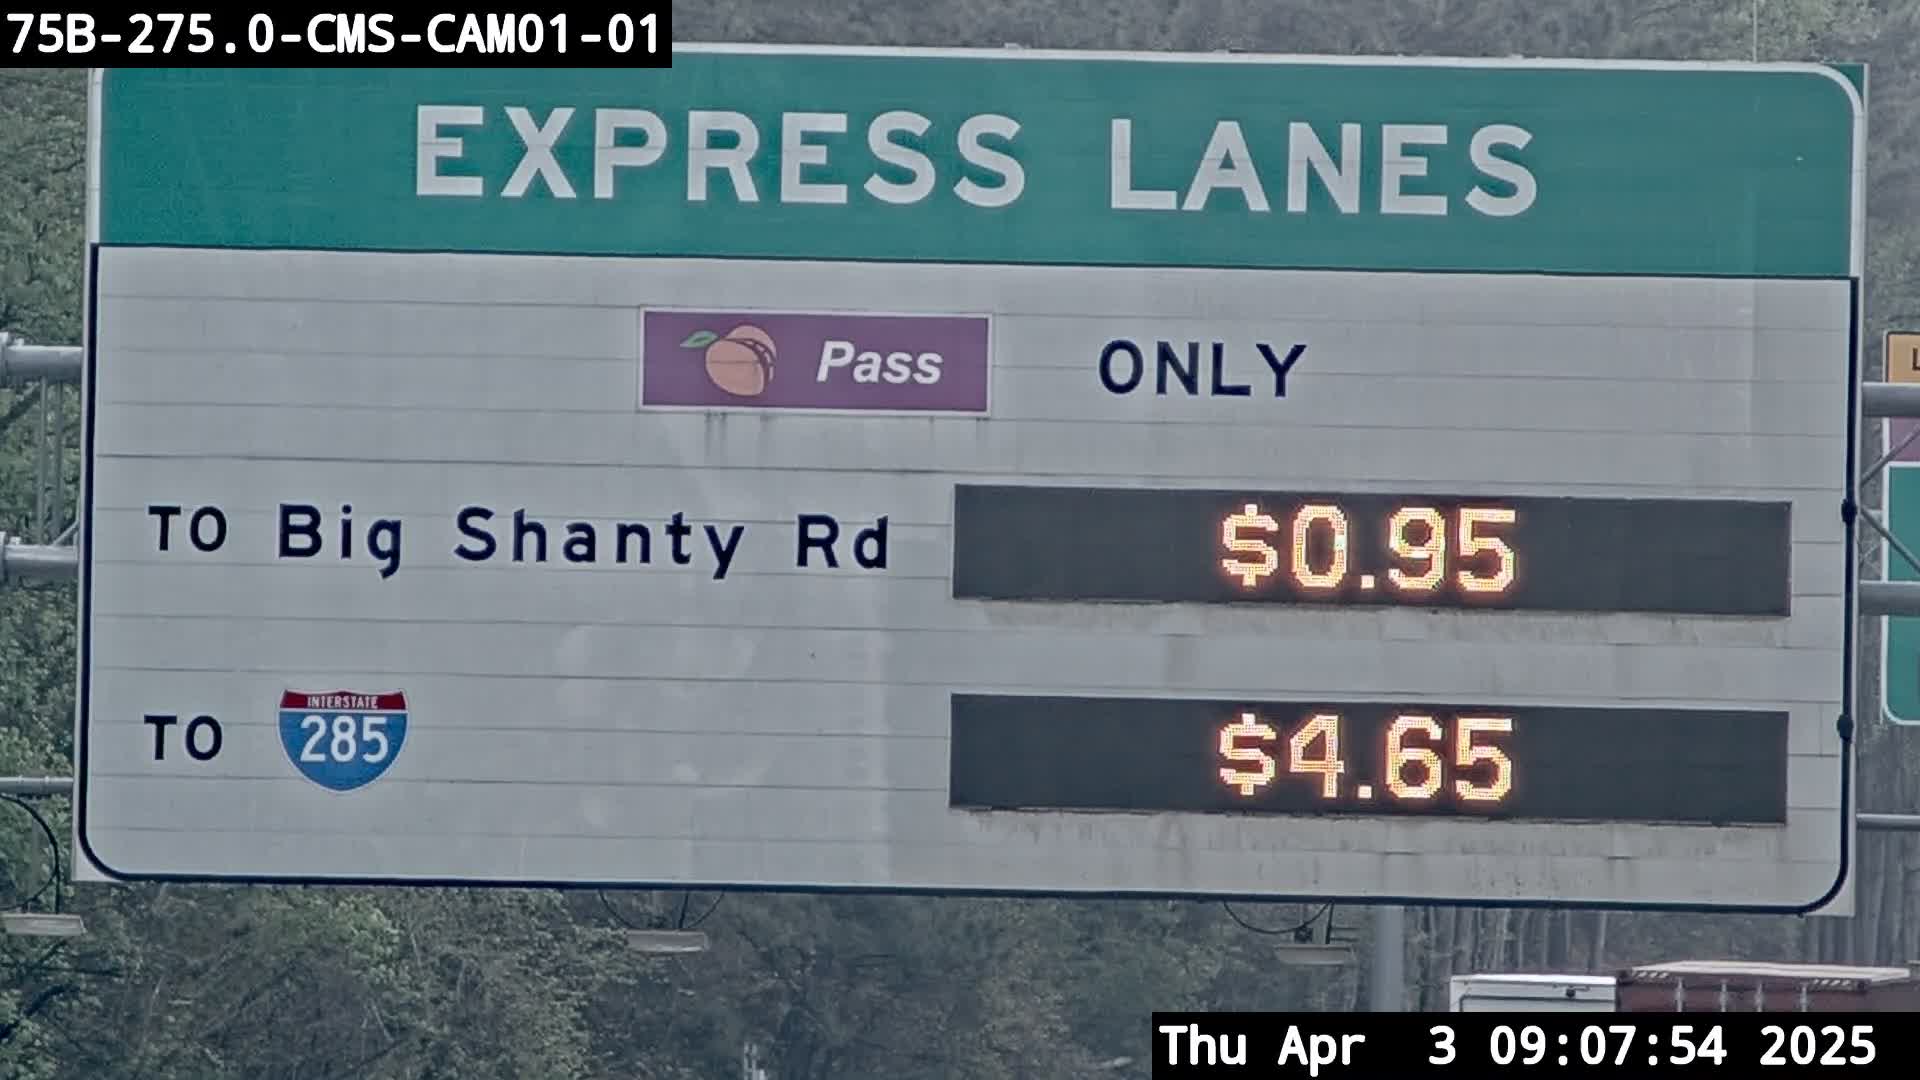 75B-275.0-CMS-CAM01-01
EXPRESS LANES
Pass ONLY
TO Big Shanty Rd $0.95
INTERSTATE
TO 285 $4.65
Thu Apr 3 09:07:54 2025